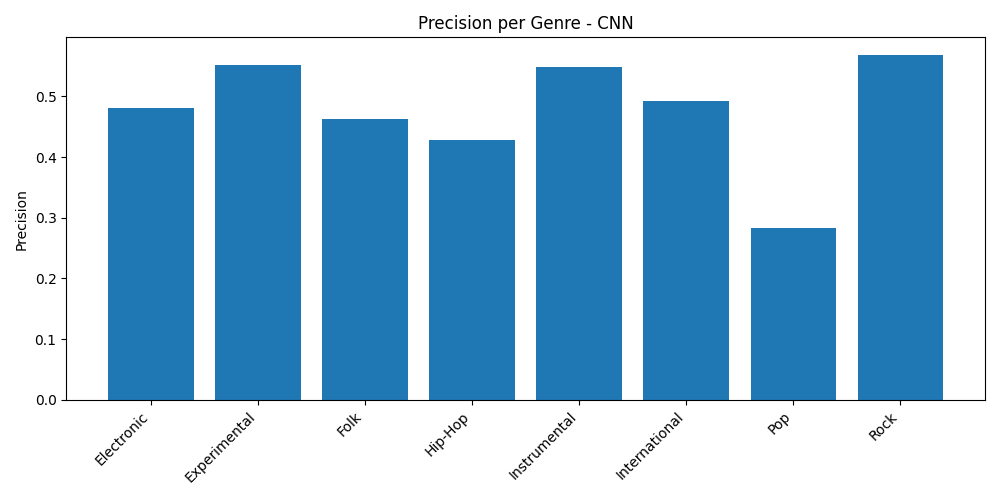 Precision per Genre - CNN
Precision
0.5
0.4
0.3
0.2
0.1
0.0
Electronic
Experimental
Folk
Hip-Hop
Instrumental
International
Pop
Rock